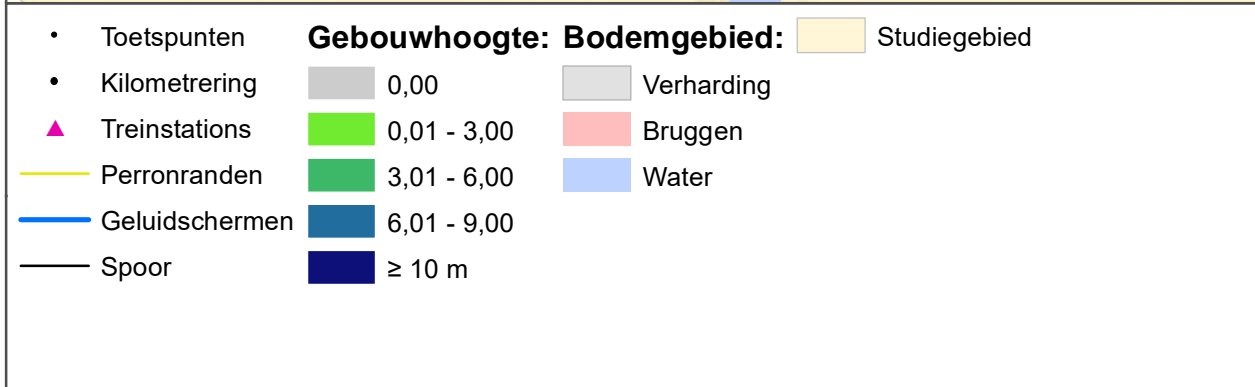 Toetspunten
Kilometrering
Treinstations
Perronranden
Geluidschermen
Spoor
Gebouwhoogte:
0,00
0,01 - 3,00
3,01 - 6,00
6,01 - 9,00
≥ 10 m
Bodemgebied:
Verharding
Bruggen
Water
Studiegebied